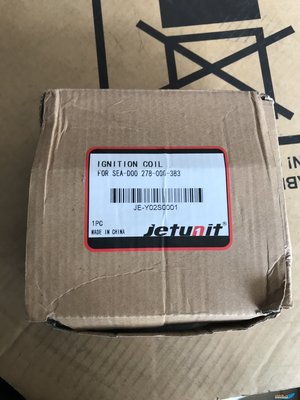 IGNITION COIL
FOR SEA-DOO 278-000-383
JE-Y02S0001
1PC
MADE IN CHINA
jetunit